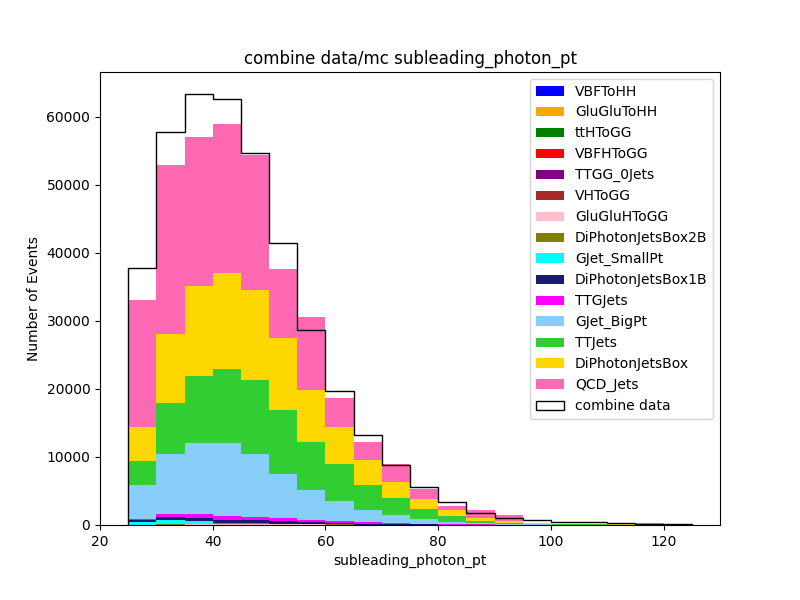 combine data/mc subleading_photon_pt
Number of Events
60000
50000
40000
30000
20000
10000
0
20
40
60
80
100
120
subleading_photon_pt
VBFToHH
GluGluToHH
ttHToGG
VBFHToGG
TTGG_0Jets
VHToGG
GluGluHToGG
DiPhotonJetsBox2B
GJet_SmallPt
DiPhotonJetsBox1B
TTGJets
GJet_BigPt
TTJets
DiPhotonJetsBox
QCD_Jets
combine data